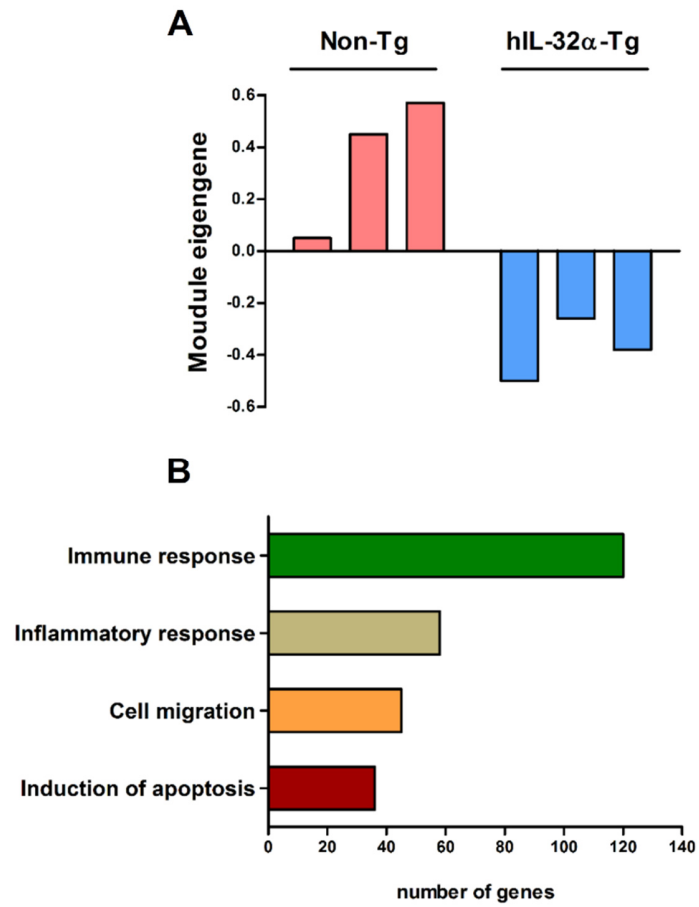 A
Non-Tg
hIL-32α-Tg
Moudule eigengene
0.6
0.4
0.2
0.0
-0.2
-0.4
-0.6
B
Immune response
Inflammatory response
Cell migration
Induction of apoptosis
0 20 40 60 80 100 120 140
number of genes